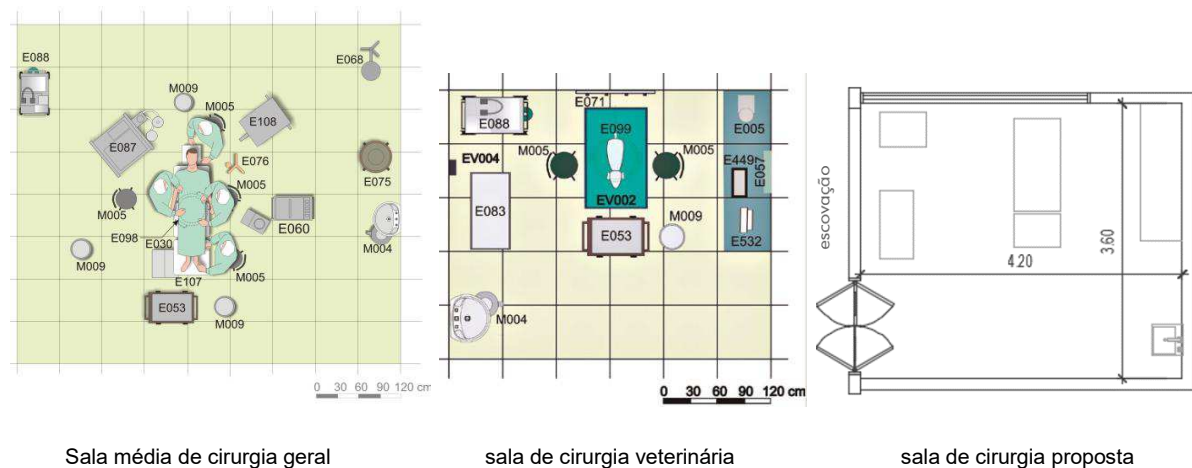 E088
E068
M009
M005
E108
E087
E076
M005
E075
M005
E060
E098
E030
M004
M009
M005
E107
E053
M009
0 30 60 90 120 cm
Sala média de cirurgia geral
E071
E088
E099
E005
M005
M005
EV004
E449
E057
E083
EV002
M009
E053
E532
M004
0 30 60 90 120 cm
sala de cirurgia veterinária
escovação
4.20
3.60
sala de cirurgia proposta